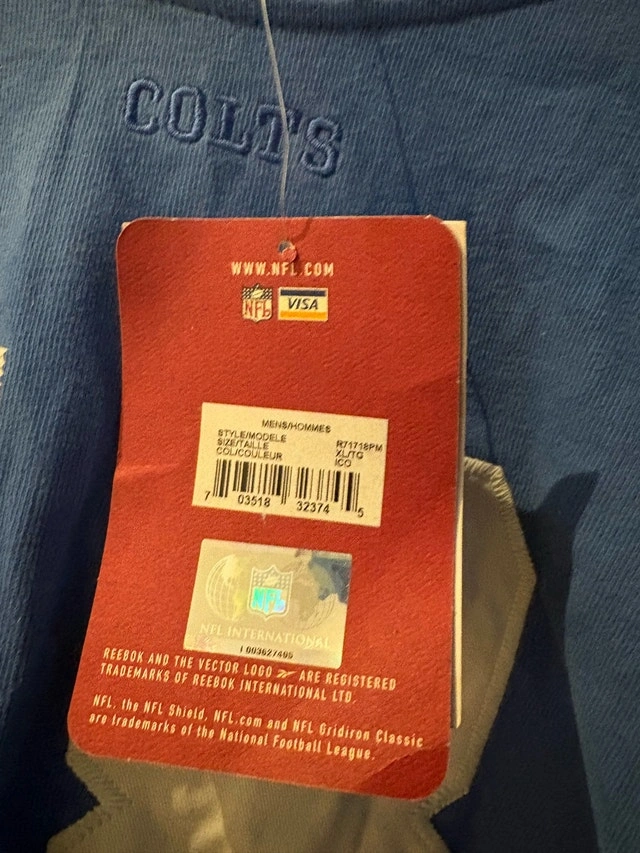 COLTS
WWW.NFL.COM
NFL VISA
MENS/HOMMES
STYLE/MODELE R71718PM
SIZE/TAILLE XL/TG
COL/COULEUR ICO
7 03518 32374 5
NFL
NFL INTERNATIONAL
I 003627495
REEBOK AND THE VECTOR LOGO ARE REGISTERED
TRADEMARKS OF REEBOK INTERNATIONAL LTD.
NFL, the NFL Shield, NFL.com and NFL Gridiron Classic
are trademarks of the National Football League.